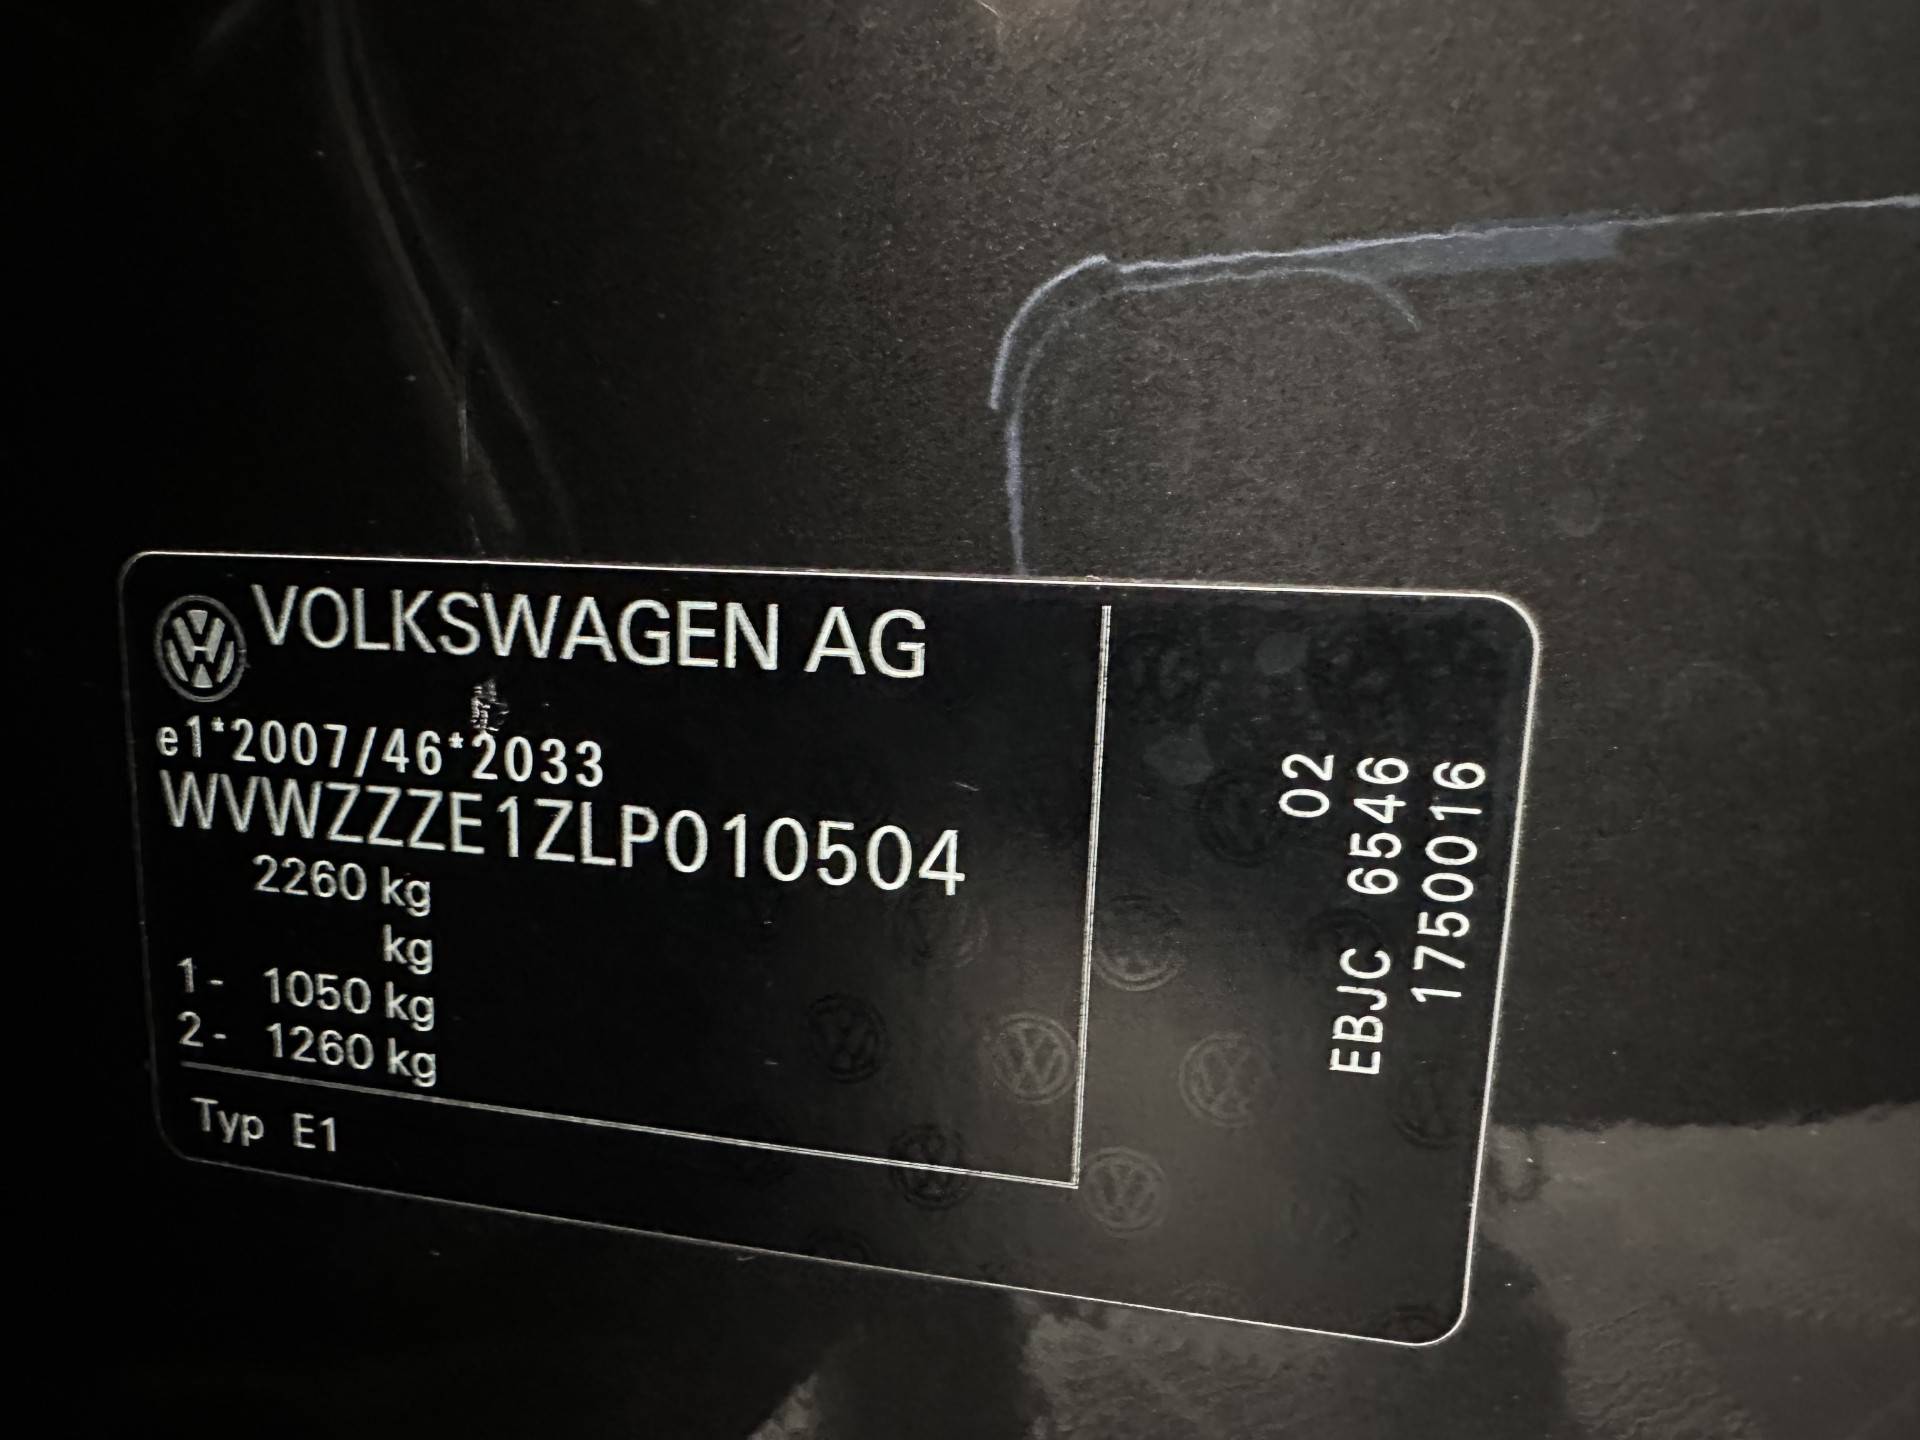 VOLKSWAGEN AG
e1*2007/46*2033
WVWZZZE1ZLP010504
2260 kg
kg
1- 1050 kg
2- 1260 kg
Typ E1
02
EBJC 6546
17500016